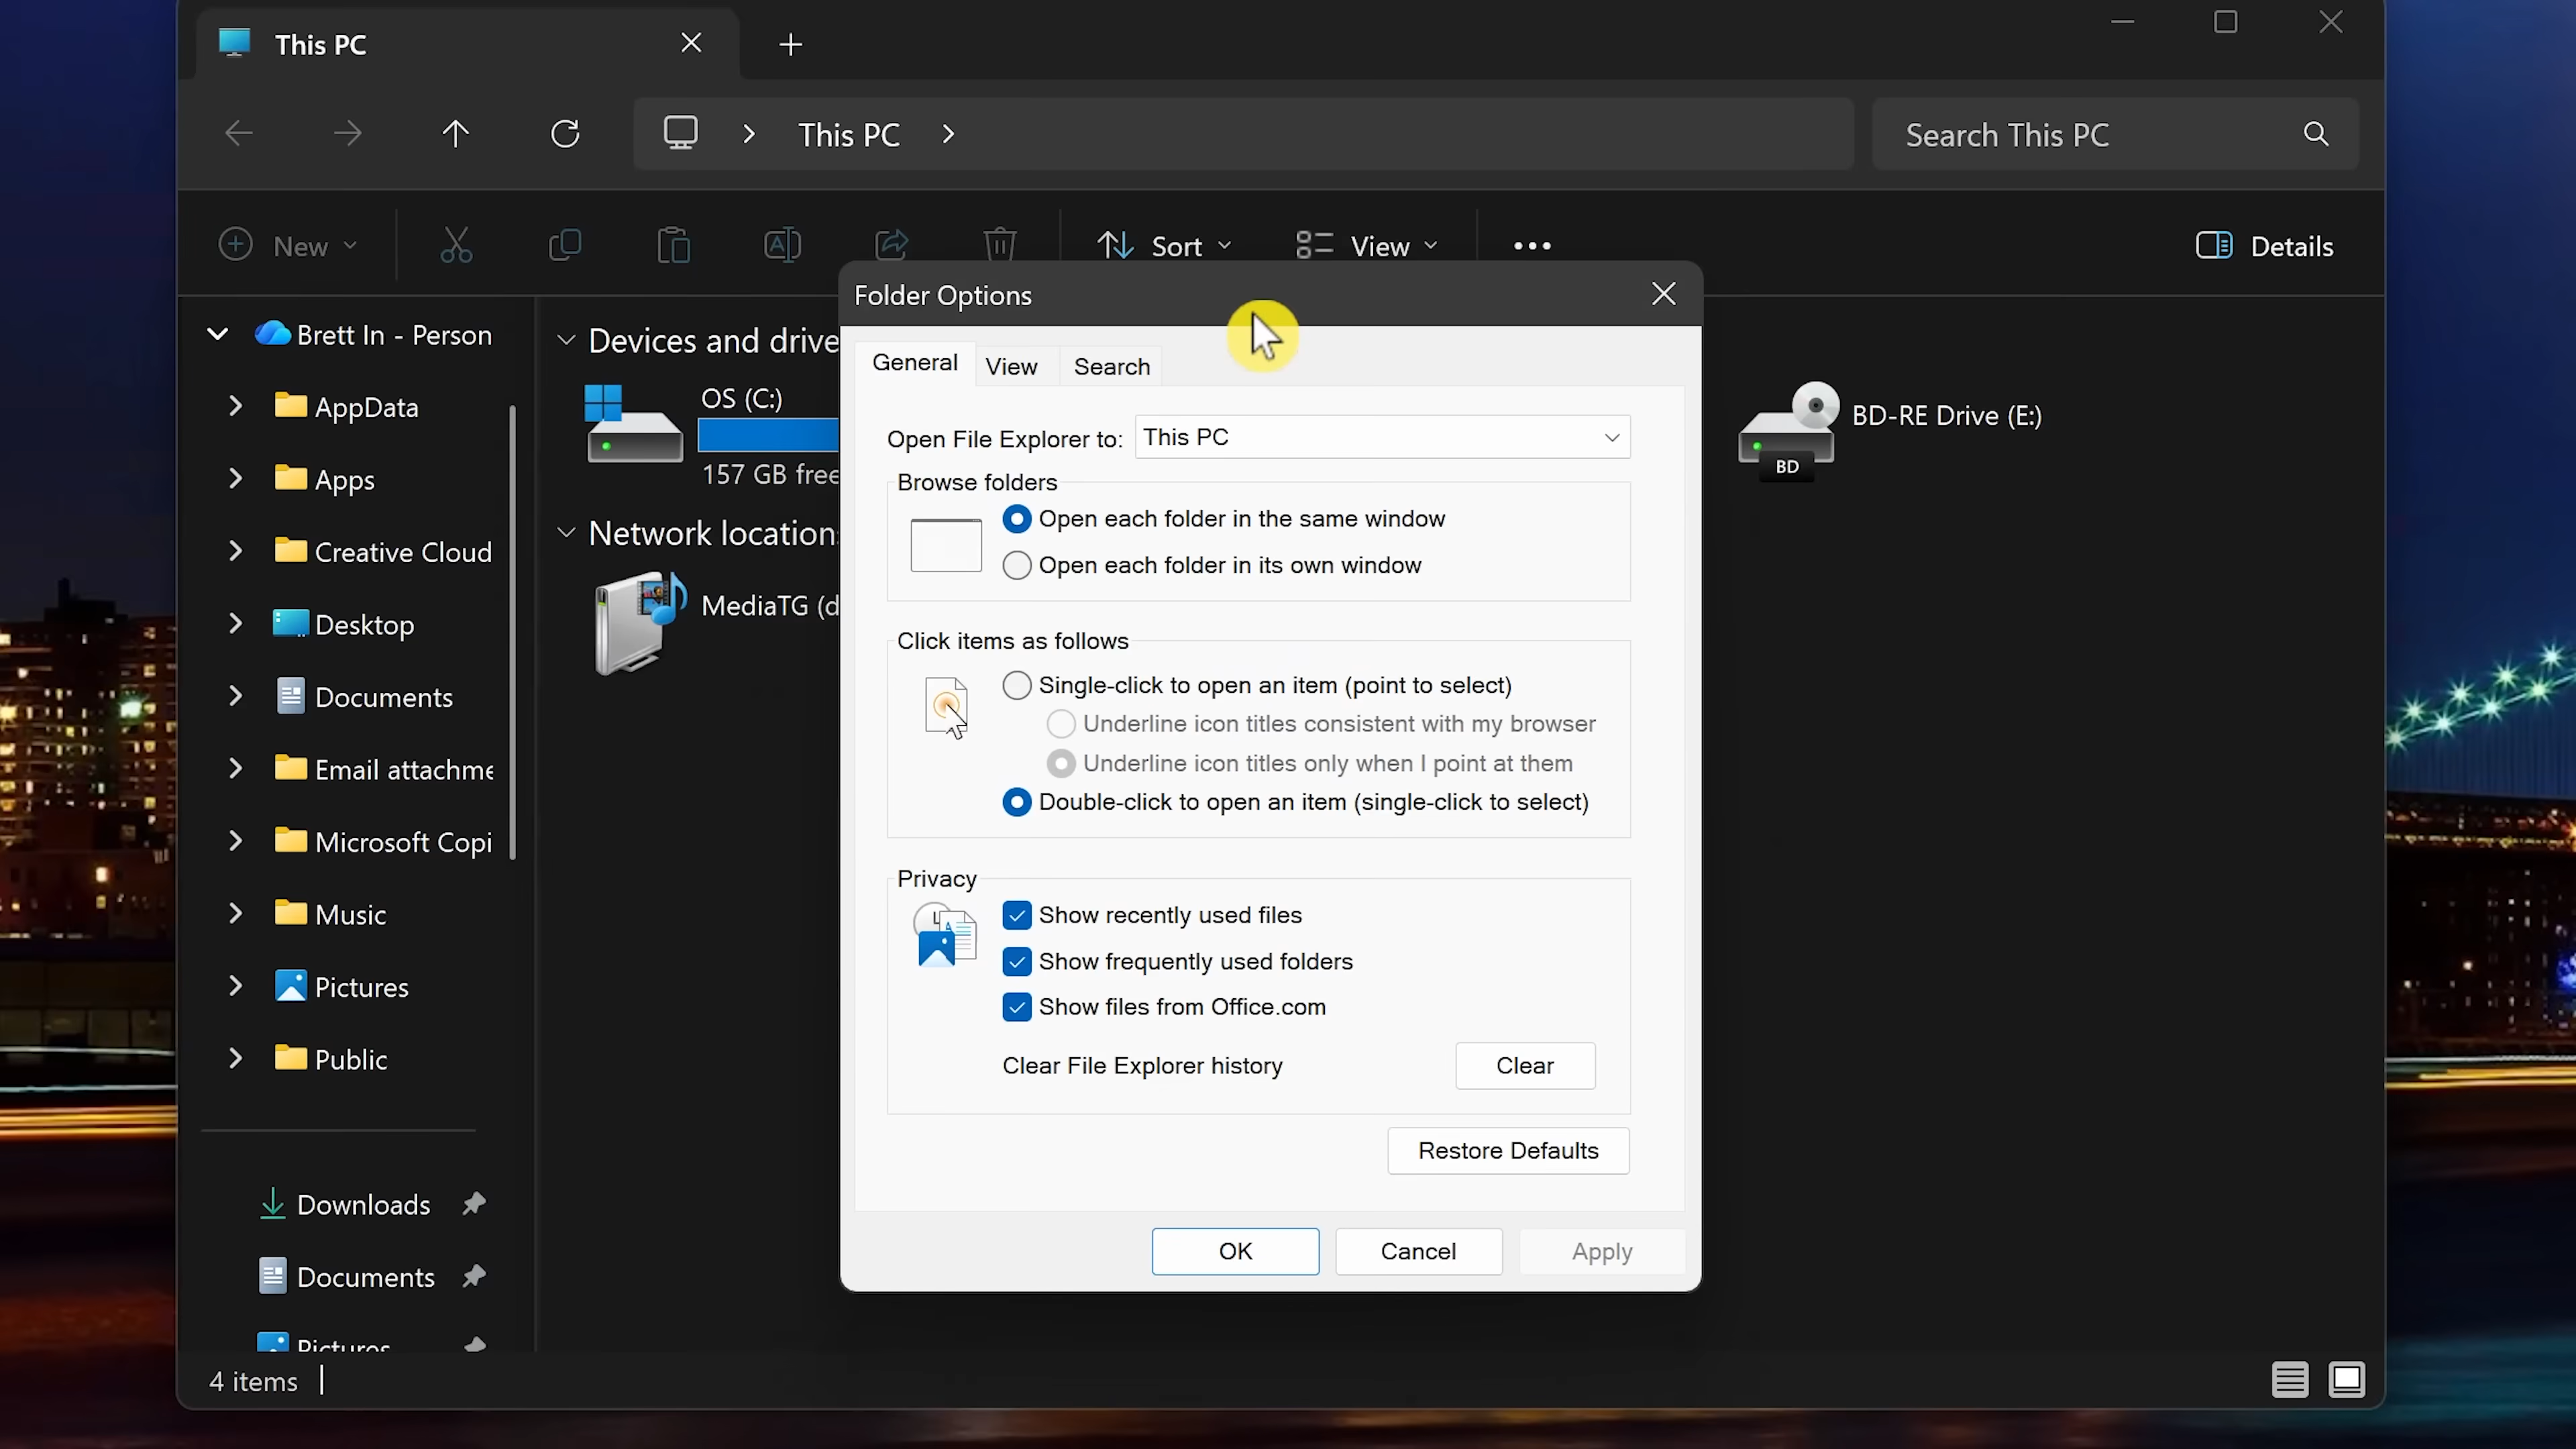 This PC
This PC
Search This PC
New
Sort
View
Details
Folder Options
Brett In - Person
AppData
Apps
Creative Cloud
Desktop
Documents
Email attachme
Microsoft Copi
Music
Pictures
Public
Downloads
Documents
Pictures
Devices and drive
OS (C:)
157 GB free
Network location
MediaTG (d
BD-RE Drive (E:)
BD
General
View
Search
Open File Explorer to:
This PC
Browse folders
Open each folder in the same window
Open each folder in its own window
Click items as follows
Single-click to open an item (point to select)
Underline icon titles consistent with my browser
Underline icon titles only when I point at them
Double-click to open an item (single-click to select)
Privacy
Show recently used files
Show frequently used folders
Show files from Office.com
Clear File Explorer history
Clear
Restore Defaults
OK
Cancel
Apply
4 items